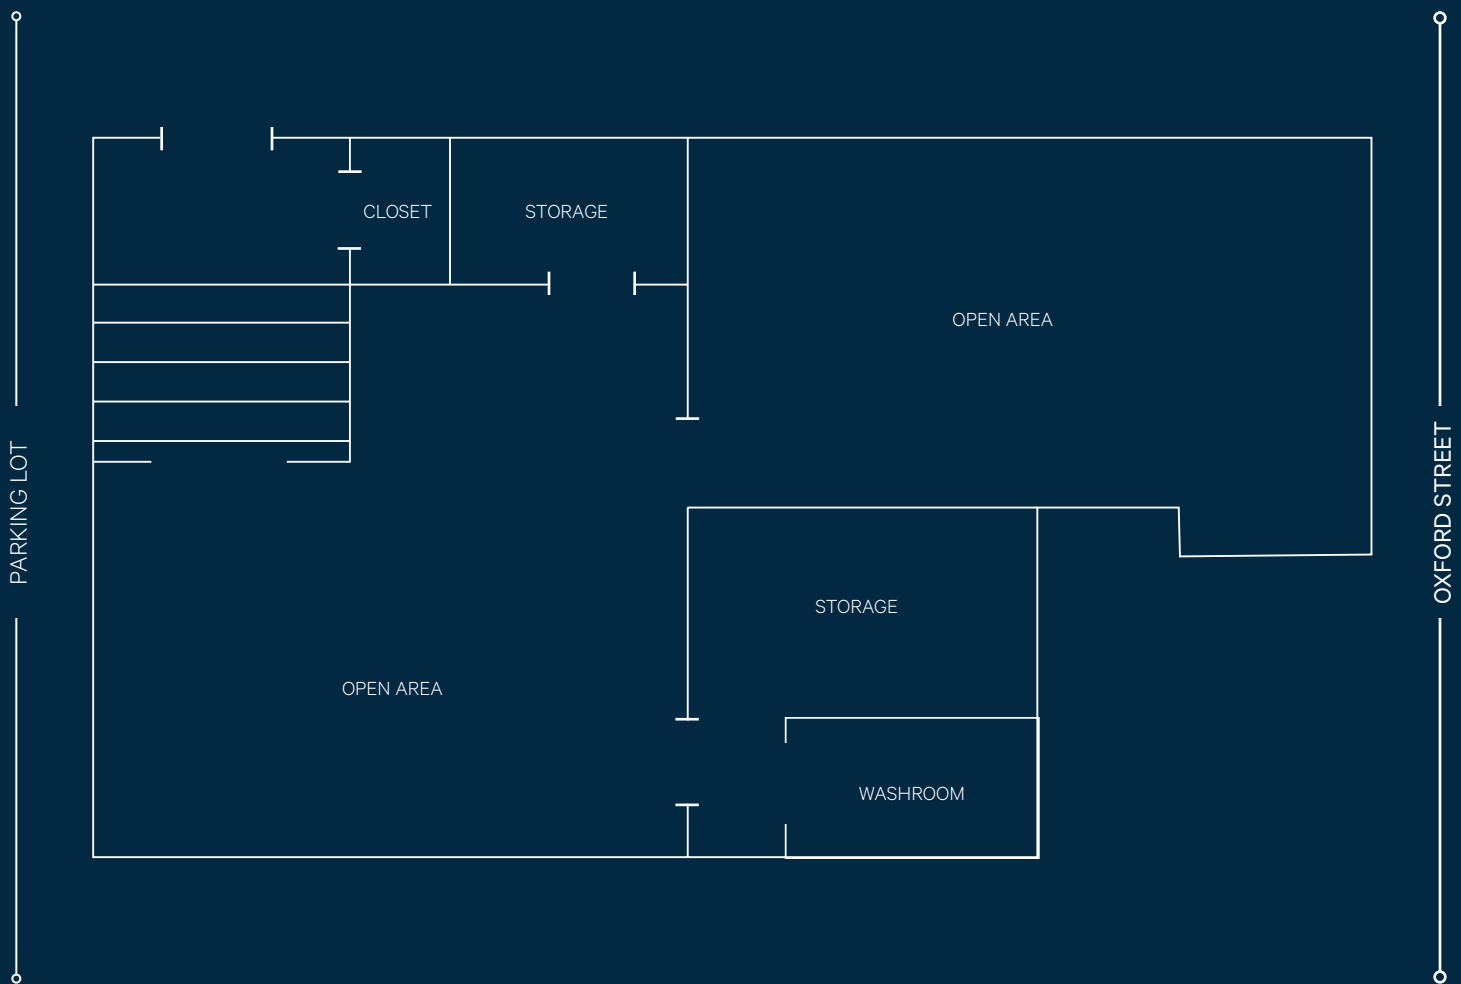 CLOSET
STORAGE
OPEN AREA
PARKING LOT
OXFORD STREET
STORAGE
OPEN AREA
WASHROOM